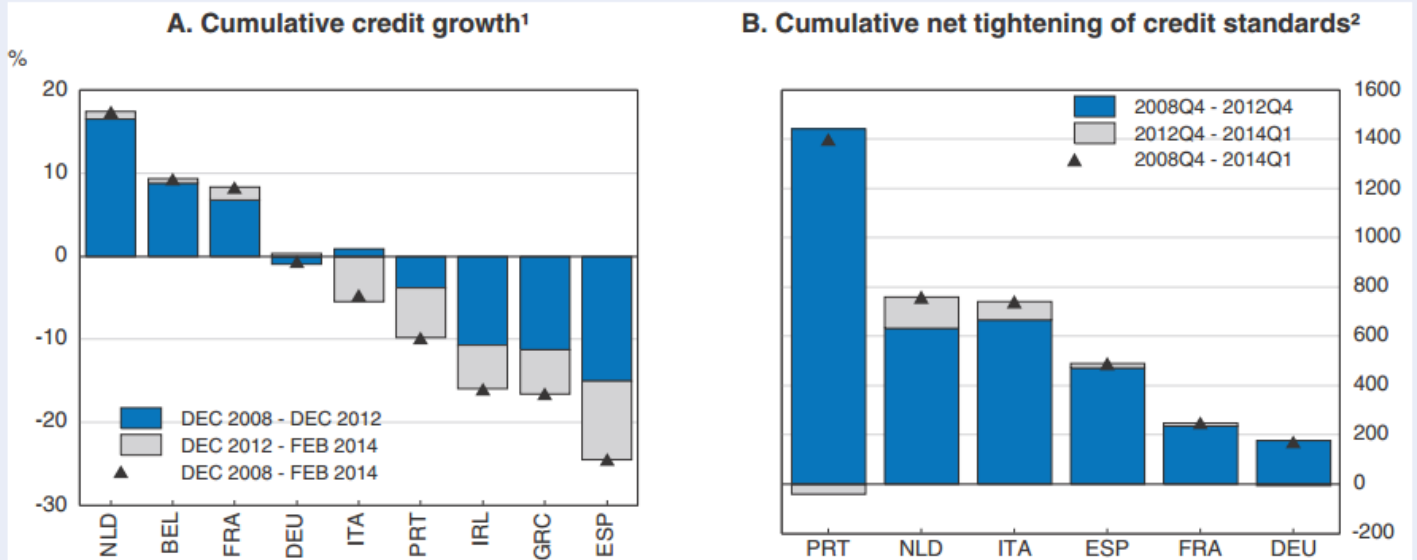 A. Cumulative credit growth¹
%
20
10
0
-10
-20
-30
DEC 2008 - DEC 2012
DEC 2012 - FEB 2014
DEC 2008 - FEB 2014
NLD BEL FRA DEU ITA PRT IRL GRC ESP
B. Cumulative net tightening of credit standards²
1600
1400
1200
1000
800
600
400
200
0
-200
2008Q4 - 2012Q4
2012Q4 - 2014Q1
2008Q4 - 2014Q1
PRT NLD ITA ESP FRA DEU